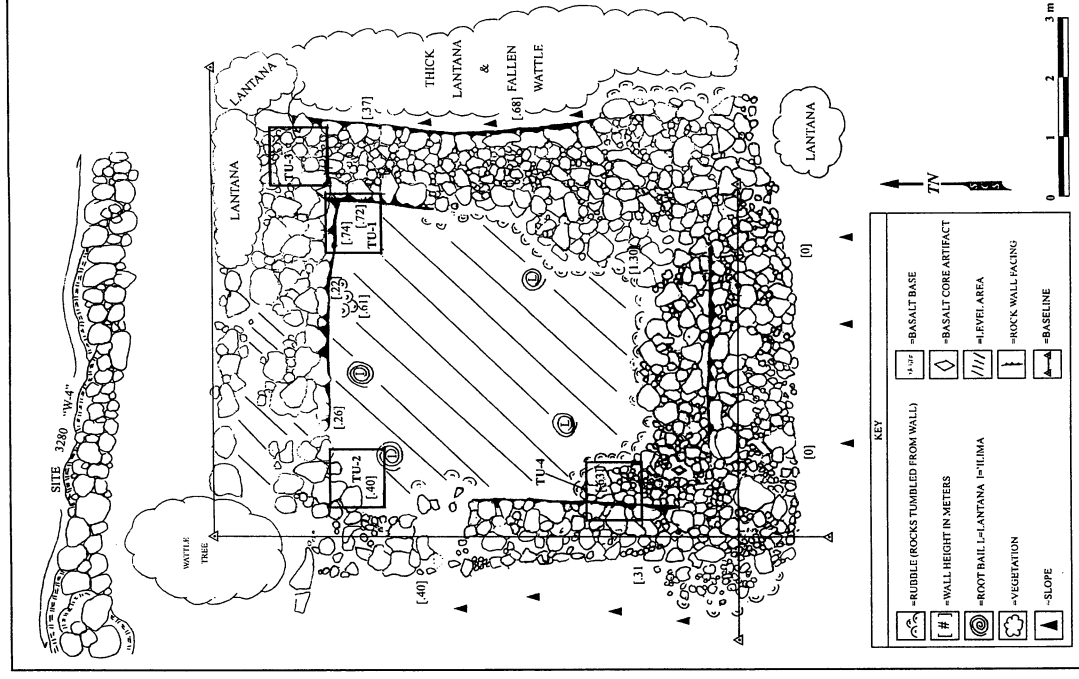 SITE 3280 "W-4"
WATTLE
TREE
LANTANA
LANTANA
THICK
LANTANA
&
FALLEN
WATTLE
LANTANA
TU-3
[.37]
[.68]
[.74]
[.72]
TU-1
[.22]
[.61]
[.26]
TU-2
[.40]
L
L
L
TU-4
[.63]
[1.30]
[.40]
[.31
[0]
[0]
TN
0 1 2 3 m
KEY
=RUBBLE (ROCKS TUMBLED FROM WALL)
[ # ] =WALL HEIGHT IN METERS
=ROOT BAIL L=LANTANA I='ILIMA
=VEGETATION
=SLOPE
=BASALT BASE
=BASALT CORE ARTIFACT
=LEVEL AREA
=ROCK WALL FACING
=BASELINE